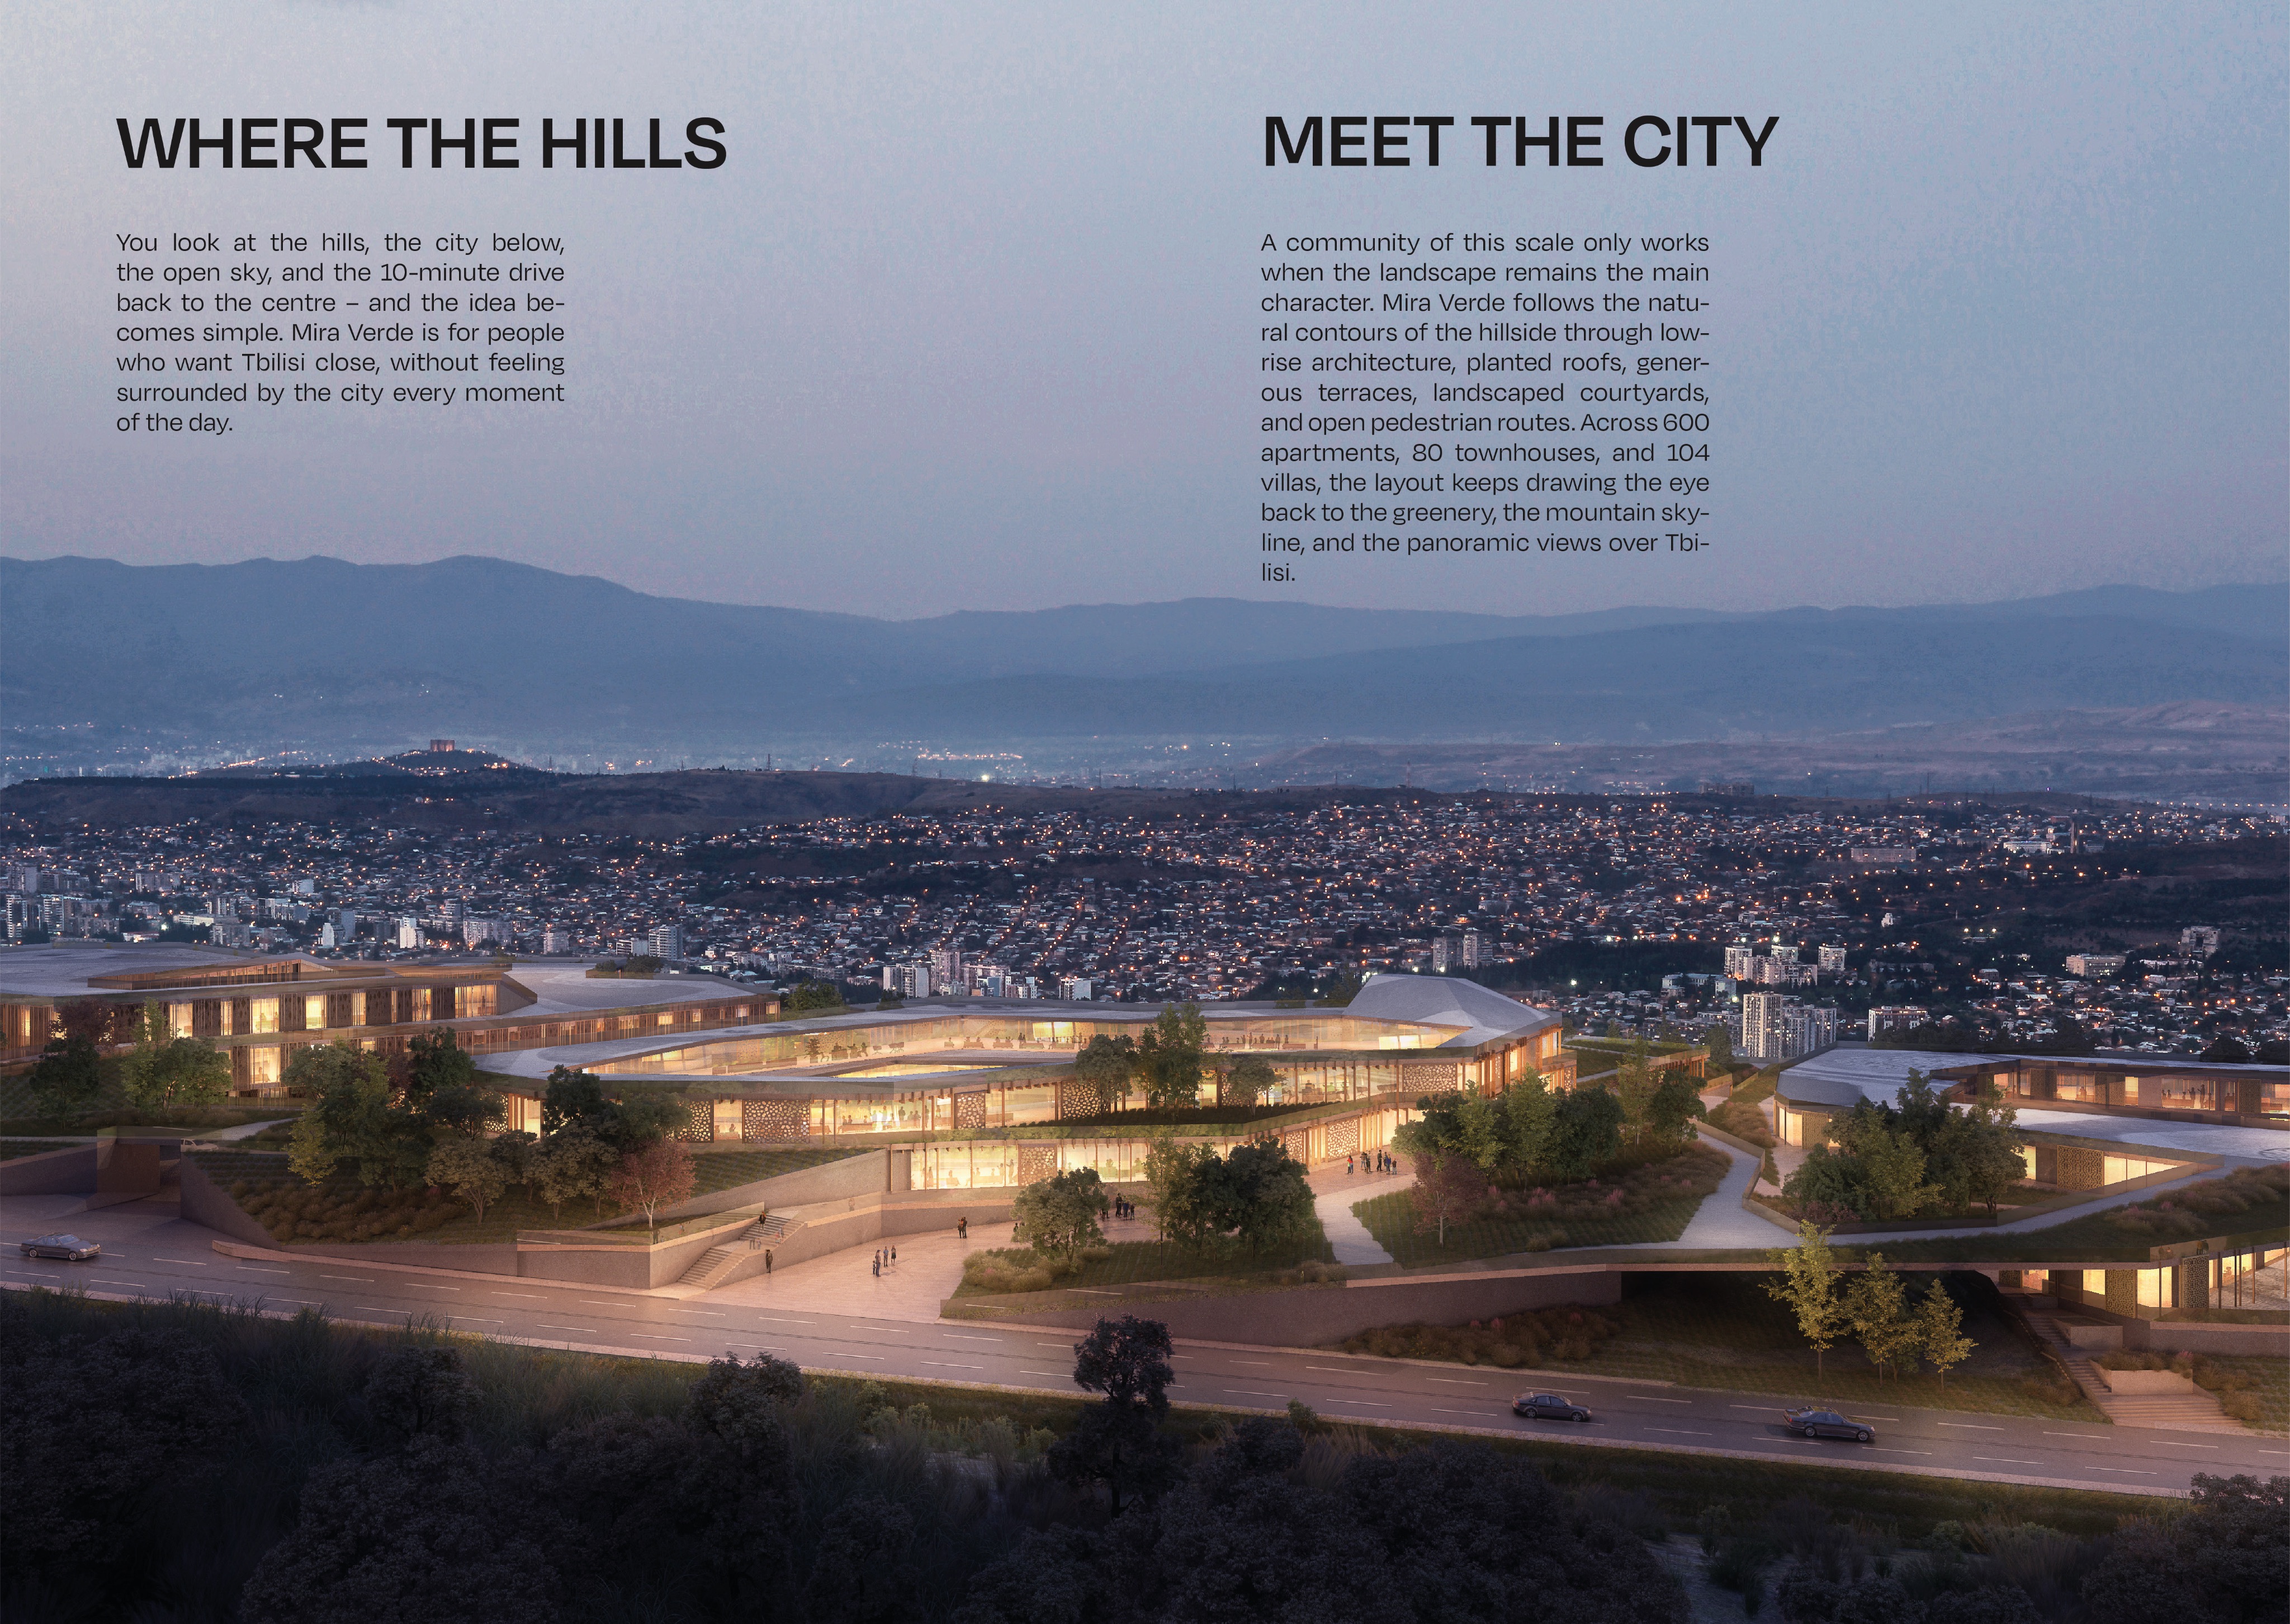 WHERE THE HILLS
You look at the hills, the city below,
the open sky, and the 10-minute drive
back to the centre – and the idea be-
comes simple. Mira Verde is for people
who want Tbilisi close, without feeling
surrounded by the city every moment
of the day.
MEET THE CITY
A community of this scale only works
when the landscape remains the main
character. Mira Verde follows the natu-
ral contours of the hillside through low-
rise architecture, planted roofs, gener-
ous terraces, landscaped courtyards,
and open pedestrian routes. Across 600
apartments, 80 townhouses, and 104
villas, the layout keeps drawing the eye
back to the greenery, the mountain sky-
line, and the panoramic views over Tbi-
lisi.